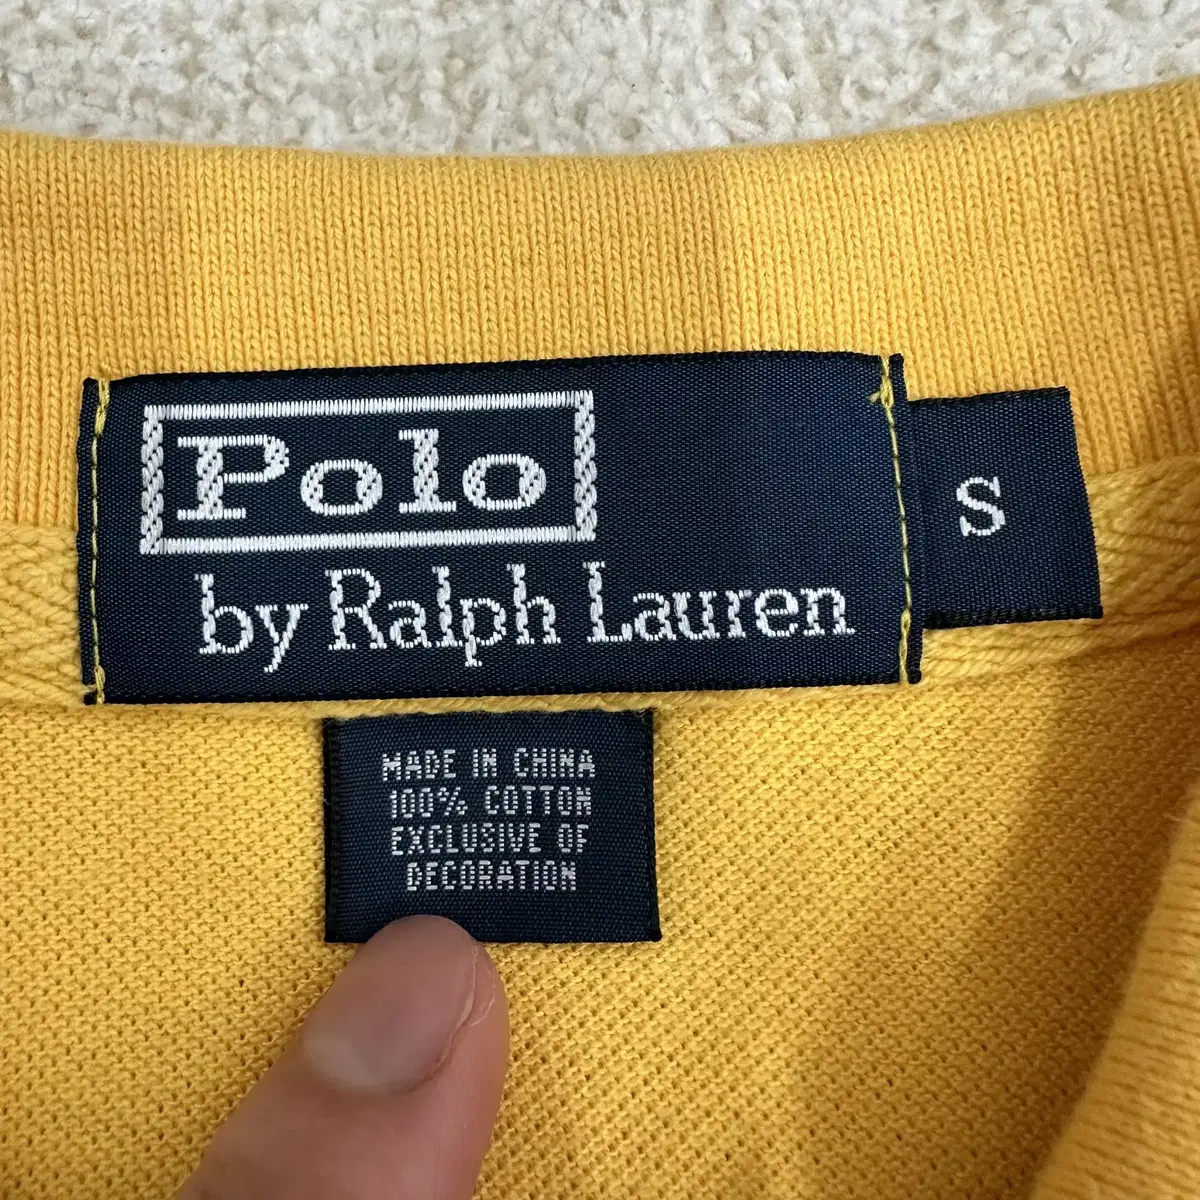 Polo
by Ralph Lauren
S
MADE IN CHINA
100% COTTON
EXCLUSIVE OF
DECORATION